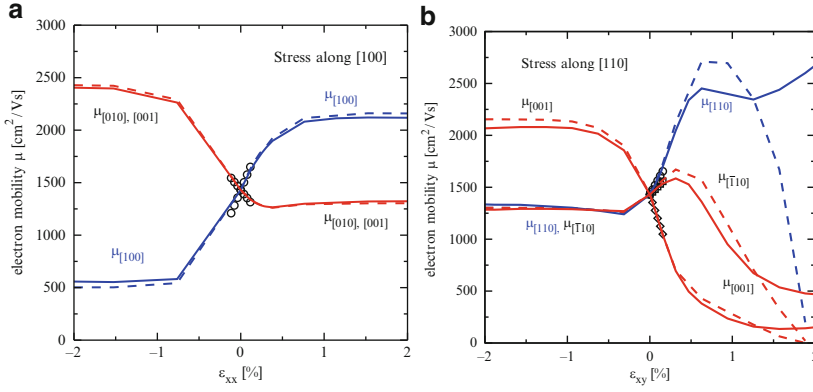 a
electron mobility μ [cm²/Vs]
3000
2500
2000
1500
1000
500
0
Stress along [100]
μ[010], [001]
μ[100]
μ[100]
μ[010], [001]
−2
−1
0
1
2
εxx [%]
b
electron mobility μ [cm²/Vs]
3000
2500
2000
1500
1000
500
0
Stress along [110]
μ[001]
μ[110]
μ[1̄10]
μ[110], μ[1̄10]
μ[001]
−2
−1
0
1
2
εxy [%]